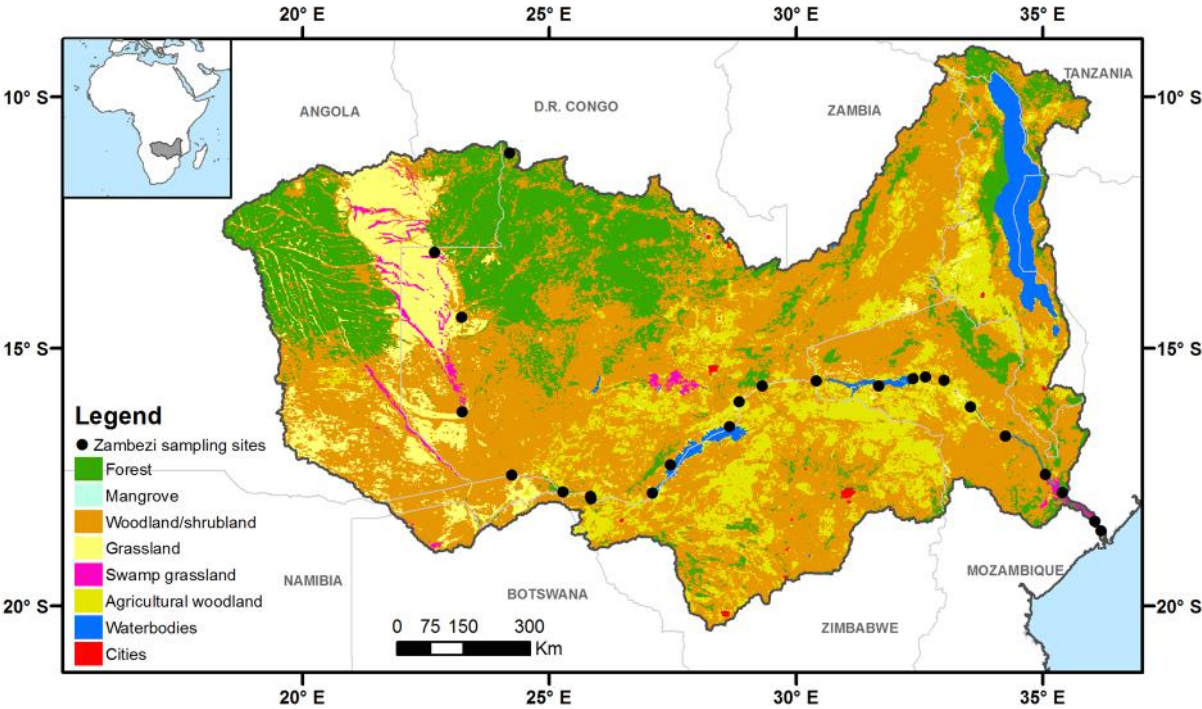 20° E 25° E 30° E 35° E
10° S 10° S
TANZANIA
ANGOLA
D.R. CONGO
ZAMBIA
15° S 15° S
Legend
Zambezi sampling sites
Forest
Mangrove
Woodland/shrubland
Grassland
Swamp grassland
Agricultural woodland
Waterbodies
Cities
NAMIBIA
BOTSWANA
MOZAMBIQUE
ZIMBABWE
20° S 20° S
0 75 150 300
Km
20° E 25° E 30° E 35° E